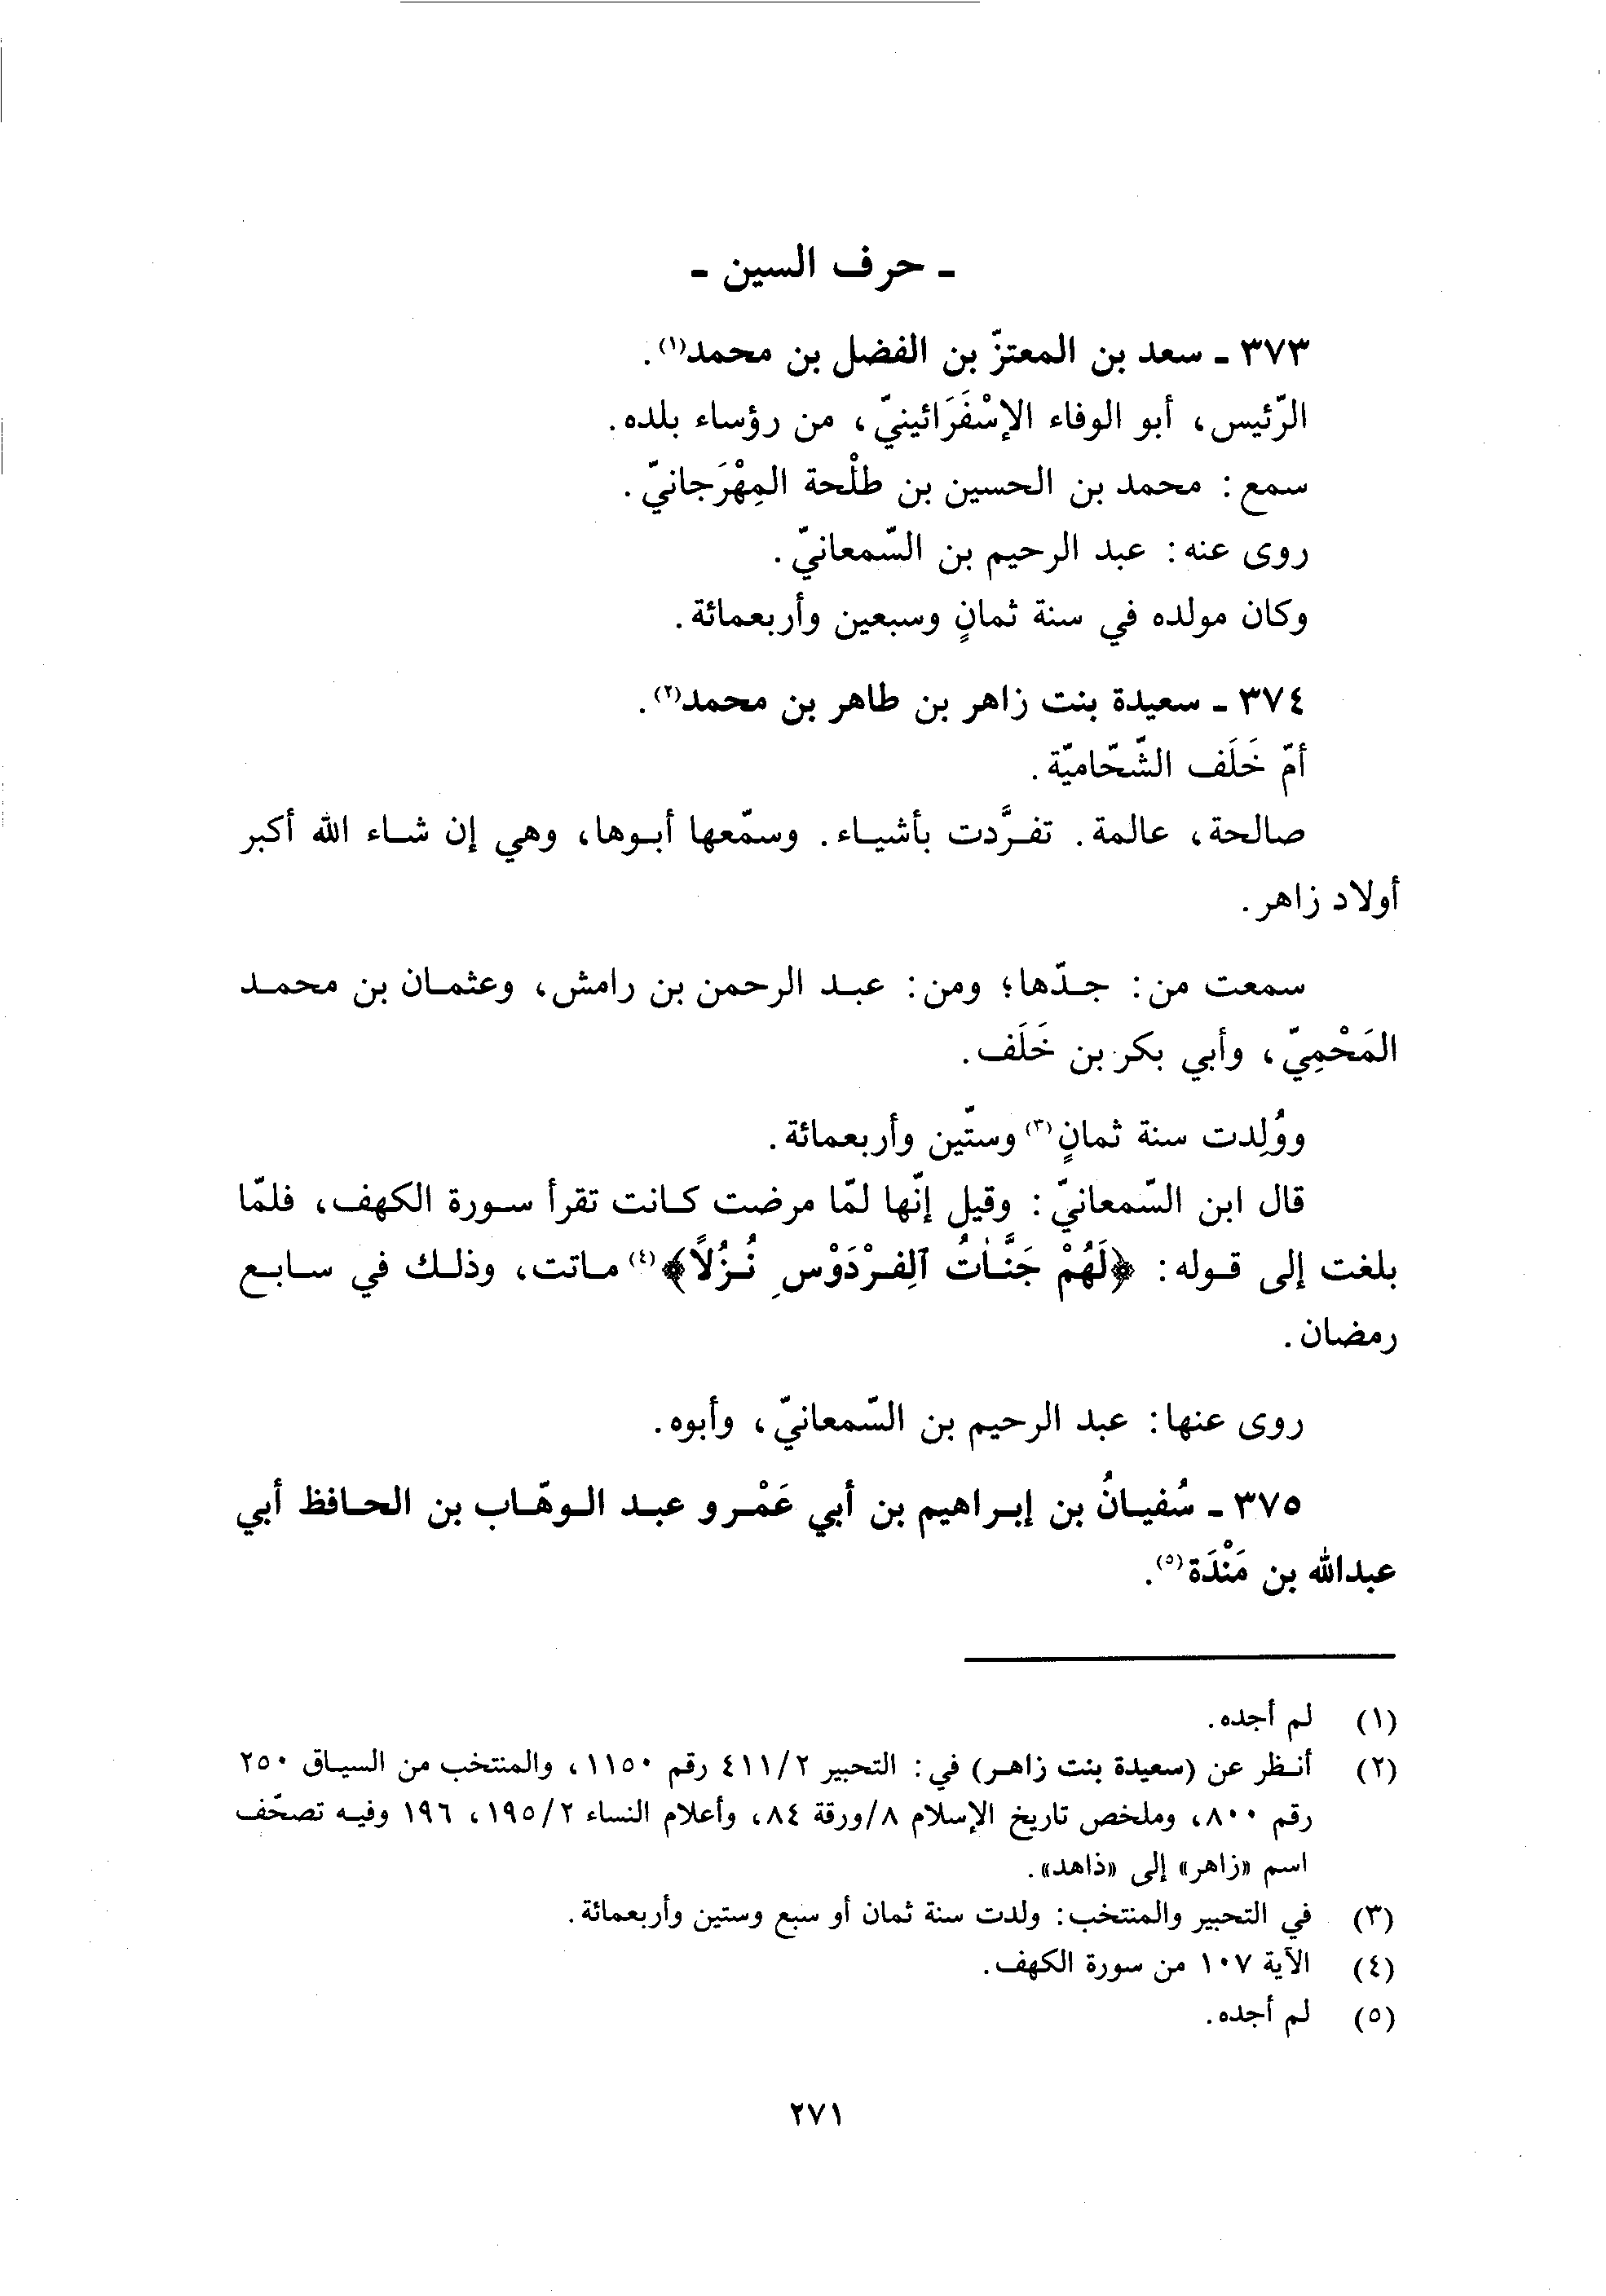 ـ حرف السين ـ
٣٧٣ ـ سعد بن المعتزّ بن الفضل بن محمد(١).
الرّئيس، أبو الوفاء الإسْفَرَائينيّ، من رؤساء بلده.
سمع: محمد بن الحسين بن طلْحة المِهْرَجانيّ.
روى عنه: عبد الرحيم بن السّمعانيّ.
وكان مولده في سنة ثمانٍ وسبعين وأربعمائة.
٣٧٤ ـ سعيدة بنت زاهر بن طاهر بن محمد(٢).
أمّ خَلَف الشّحّاميّة.
صالحة، عالمة. تفرَّدت بأشياء. وسمّعها أبوها، وهي إن شاء الله أكبر
أولاد زاهر.
سمعت من: جدّها؛ ومن: عبد الرحمن بن رامش، وعثمان بن محمد
المَحْمِيّ، وأبي بكر بن خَلَف.
ووُلِدت سنة ثمانٍ(٣) وستّين وأربعمائة.
قال ابن السّمعانيّ: وقيل إنّها لمّا مرضت كانت تقرأ سورة الكهف، فلمّا
بلغت إلى قوله: ﴿لَهُمْ جَنَّاتُ ٱلفِرْدَوْسِ نُزُلاً﴾(٤) ماتت، وذلك في سابع
رمضان.
روى عنها: عبد الرحيم بن السّمعانيّ، وأبوه.
٣٧٥ ـ سُفيانُ بن إبراهيم بن أبي عَمْرو عبد الوهّاب بن الحافظ أبي
عبدالله بن مَنْدَة(٥).
(١) لم أجده.
(٢) أنظر عن (سعيدة بنت زاهر) في: التحبير ٤١١/٢ رقم ١١٥٠، والمنتخب من السياق ٢٥٠
رقم ٨٠٠، وملخص تاريخ الإسلام ٨/ورقة ٨٤، وأعلام النساء ١٩٥/٢، ١٩٦ وفيه تصحّف
اسم «زاهر» إلى «ذاهد».
(٣) في التحبير والمنتخب: ولدت سنة ثمان أو سبع وستين وأربعمائة.
(٤) الآية ١٠٧ من سورة الكهف.
(٥) لم أجده.
٢٧١